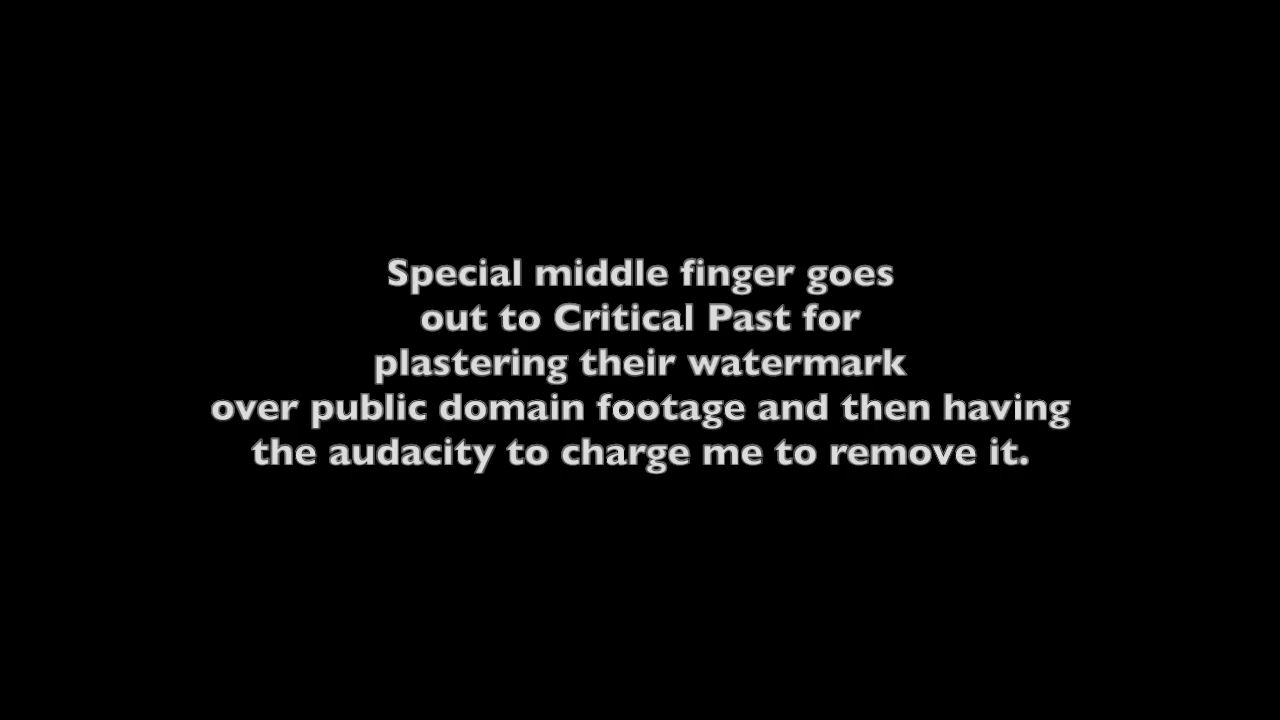 Special middle finger goes
out to Critical Past for
plastering their watermark
over public domain footage and then having
the audacity to charge me to remove it.